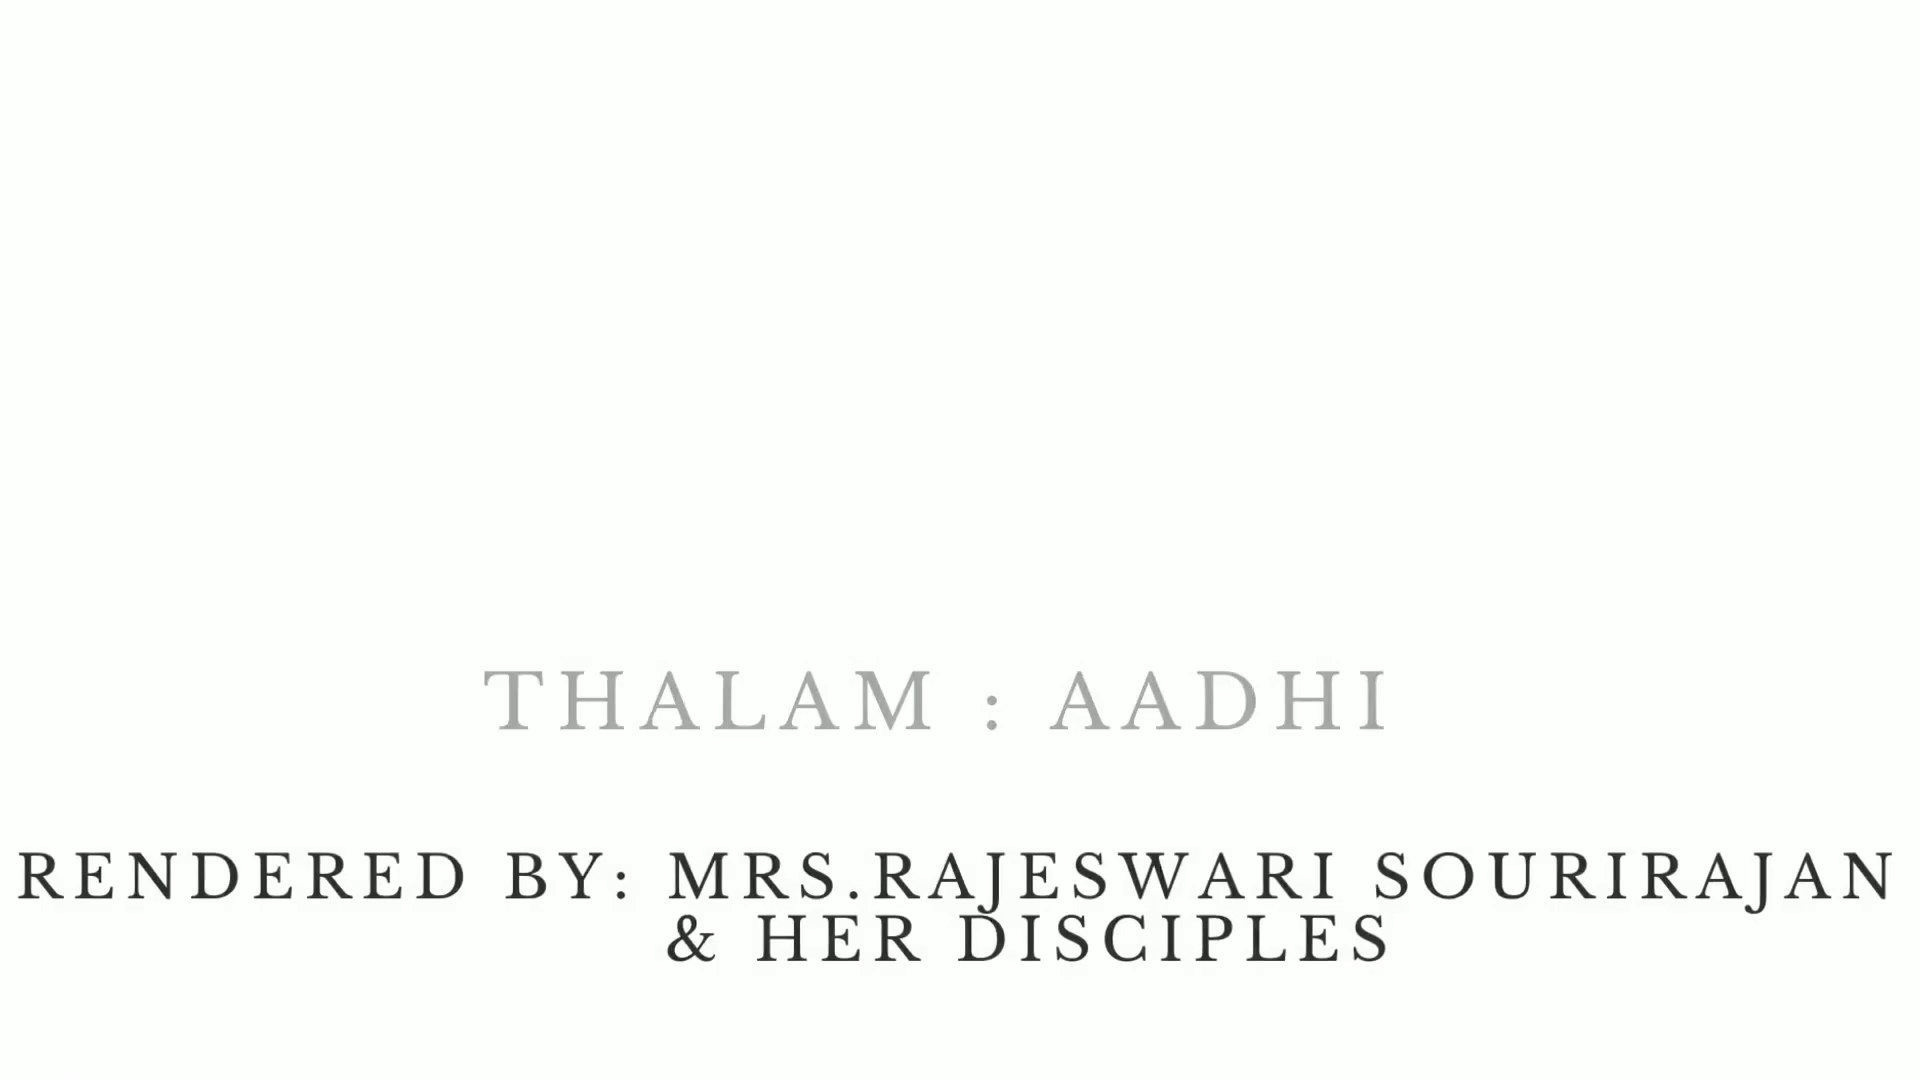 THALAM : AADHI
RENDERED BY: MRS.RAJESWARI SOURIRAJAN
& HER DISCIPLES